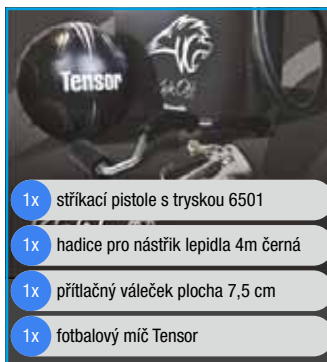 Tensor
1x stříkací pistole s tryskou 6501
1x hadice pro nástřik lepidla 4m černá
1x přítlačný váleček plocha 7,5 cm
1x fotbalový míč Tensor